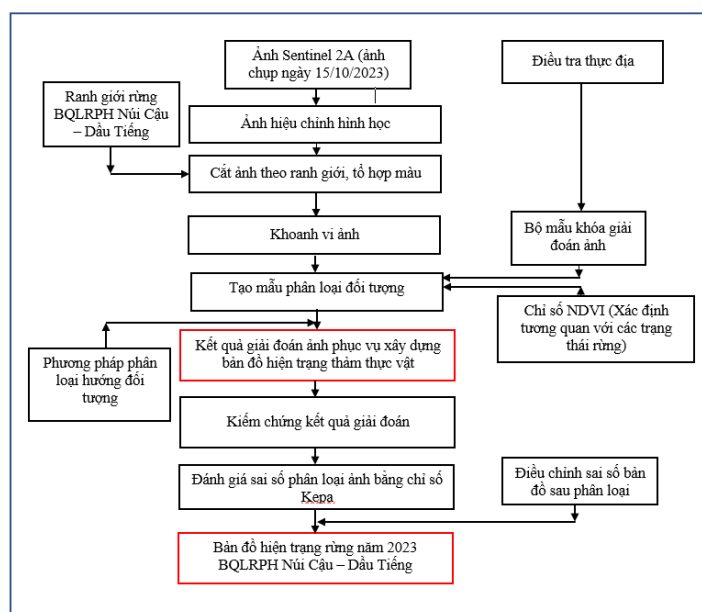 Ảnh Sentinel 2A (ảnh
chụp ngày 15/10/2023)
Điều tra thực địa
Ranh giới rừng
BQLRPH Núi Cậu
– Dầu Tiếng
Ảnh hiệu chinh hình học
Cắt ảnh theo ranh giới, tổ hợp màu
Khoanh vi ảnh
Bộ mẫu khóa giải
đoán ảnh
Tạo mẫu phân loại đối tượng
Chỉ số NDVI (Xác định
tương quan với các trạng
thái rừng)
Kết quả giải đoán ảnh phục vụ xây dựng
bản đồ hiện trạng thảm thực vật
Phương pháp phân
loại hướng đối
tượng
Kiểm chứng kết quả giải đoán
Đánh giá sai số phân loại ảnh bằng chỉ số
Kepa
Điều chỉnh sai số bản
đồ sau phân loại
Bản đồ hiện trạng rừng năm 2023
BQLRPH Núi Cậu – Dầu Tiếng